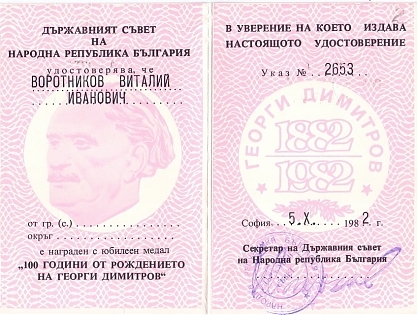 ДЪРЖАВНИЯТ СЪВЕТ
НА
НАРОДНА РЕПУБЛИКА БЪЛГАРИЯ
удостоверява, че
ВОРОТНИКОВ ВИТАЛИЙ
ИВАНОВИЧ
от гр. (с.)
окръг
е награден с юбилеен медал
„100 ГОДИНИ ОТ РОЖДЕНИЕТО
НА ГЕОРГИ ДИМИТРОВ“
В УВЕРЕНИЕ НА КОЕТО ИЗДАВА
НАСТОЯЩОТО УДОСТОВЕРЕНИЕ
Указ № 2653
ГЕОРГИ ДИМИТРОВ
1882
1982
София 5.X. 1982 г.
Секретар на Държавния съвет
на Народна република България